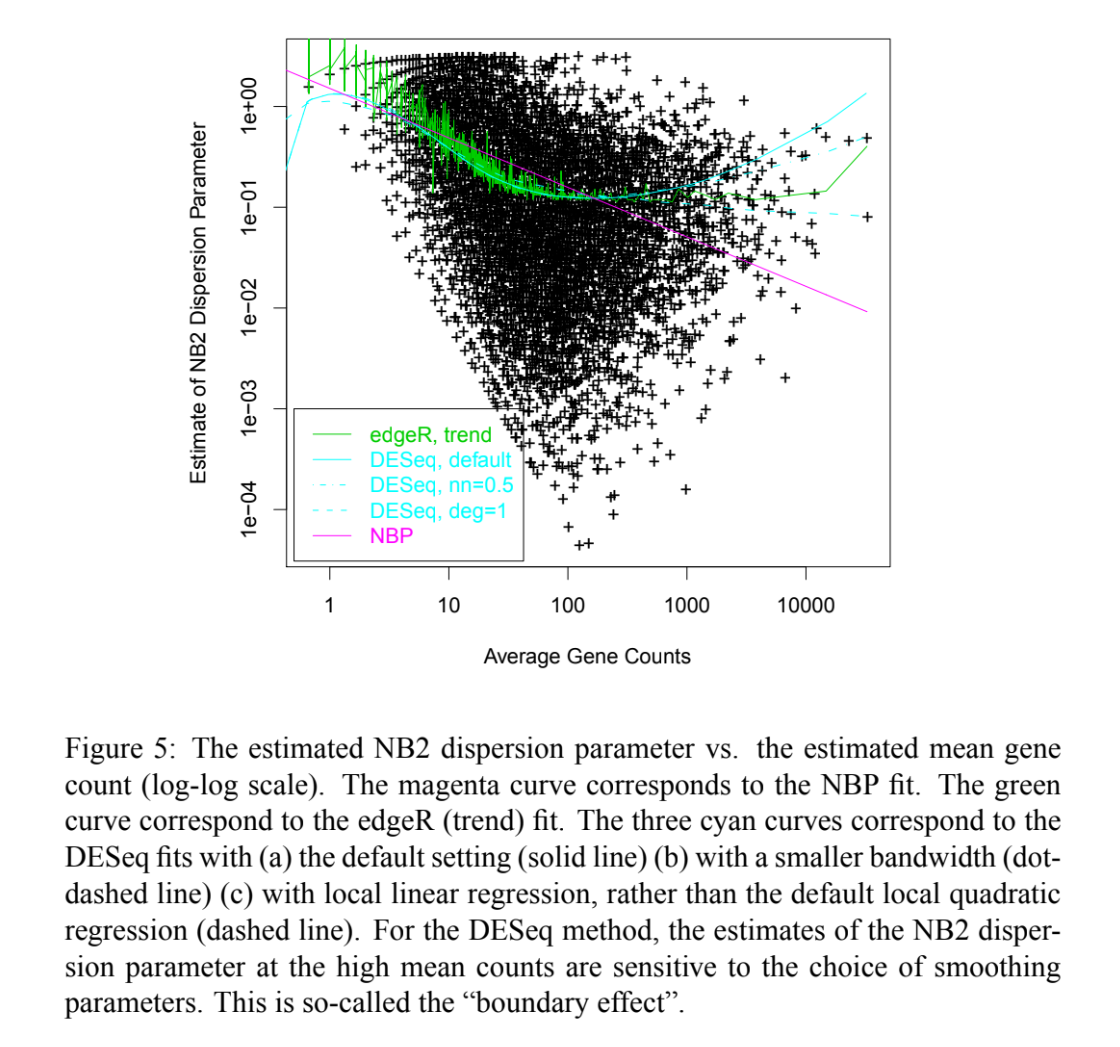 1e+00
1e-01
1e-02
1e-03
1e-04
Estimate of NB2 Dispersion Parameter
edgeR, trend
DESeq, default
DESeq, nn=0.5
DESeq, deg=1
NBP
1 10 100 1000 10000
Average Gene Counts
Figure 5: The estimated NB2 dispersion parameter vs. the estimated mean gene
count (log-log scale). The magenta curve corresponds to the NBP fit. The green
curve correspond to the edgeR (trend) fit. The three cyan curves correspond to the
DESeq fits with (a) the default setting (solid line) (b) with a smaller bandwidth (dot-
dashed line) (c) with local linear regression, rather than the default local quadratic
regression (dashed line). For the DESeq method, the estimates of the NB2 disper-
sion parameter at the high mean counts are sensitive to the choice of smoothing
parameters. This is so-called the “boundary effect”.